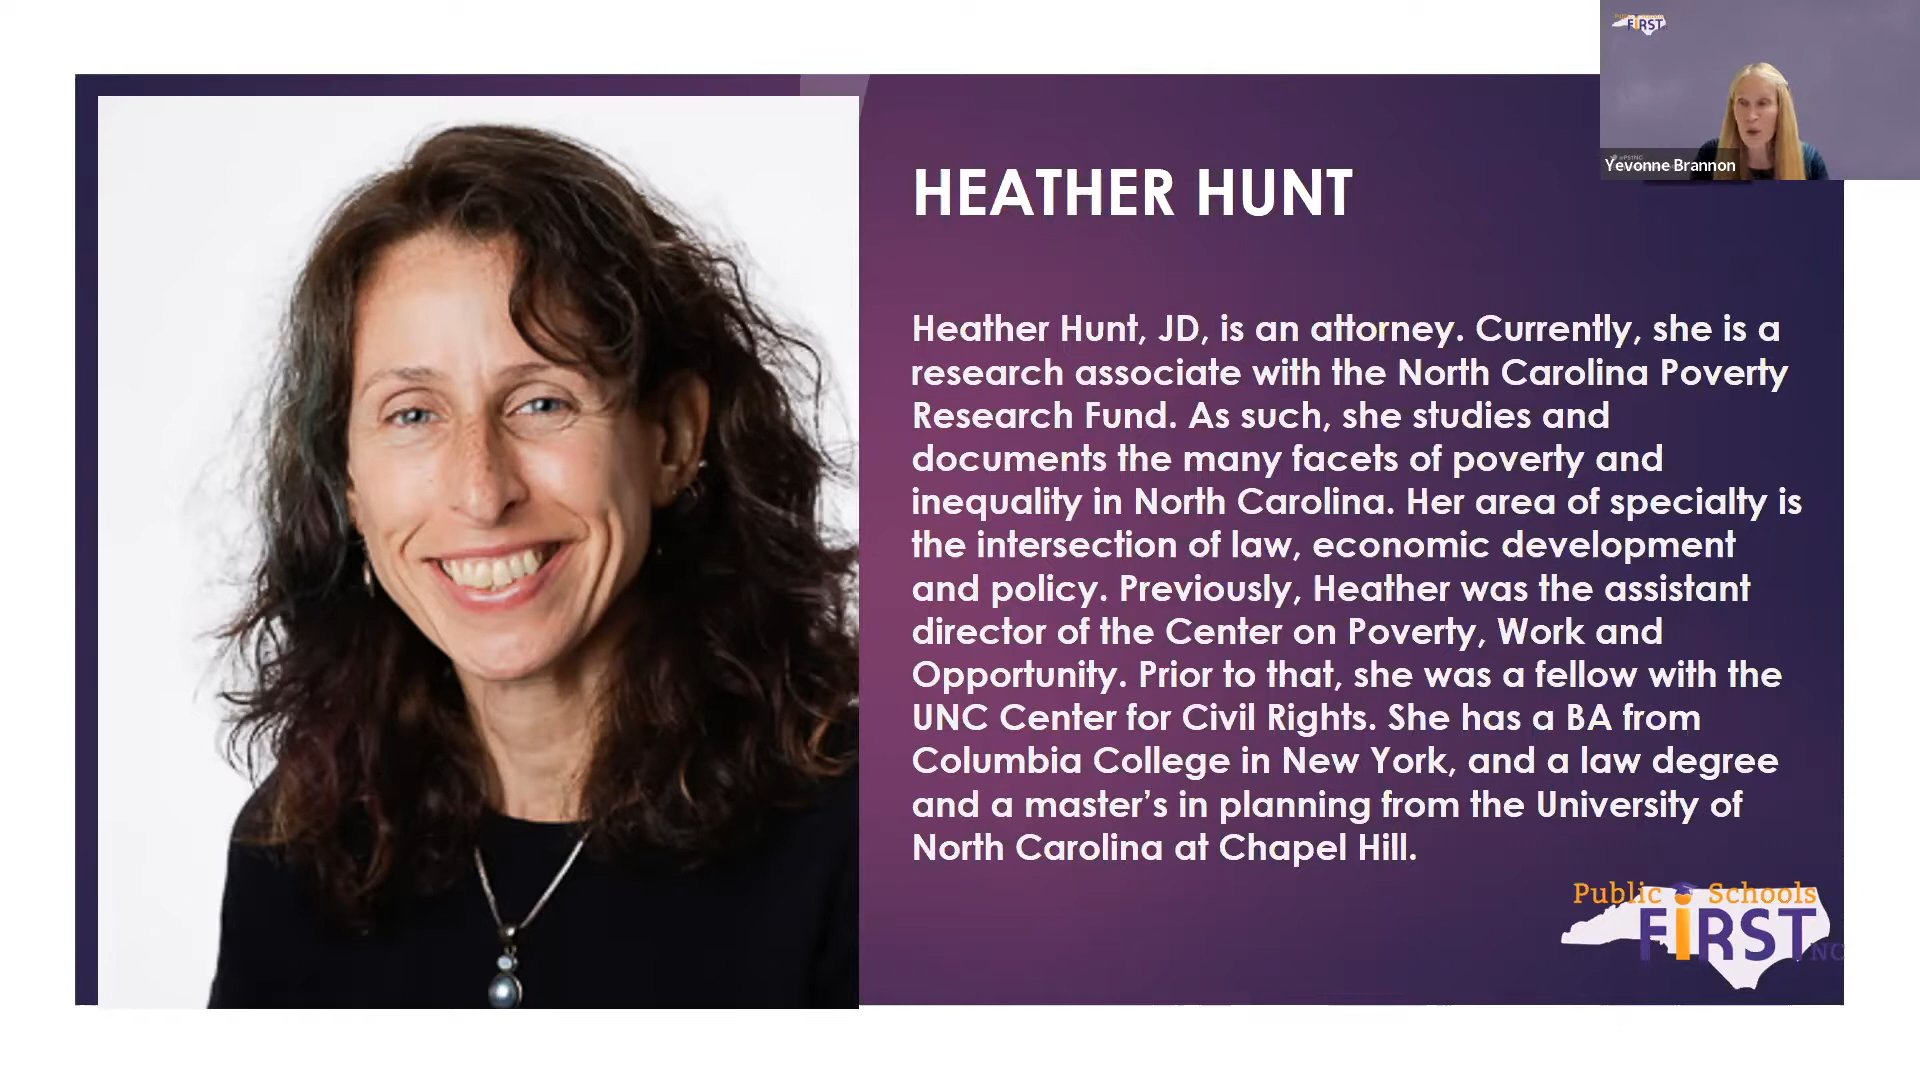 HEATHER HUNT
Heather Hunt, JD, is an attorney. Currently, she is a
research associate with the North Carolina Poverty
Research Fund. As such, she studies and
documents the many facets of poverty and
inequality in North Carolina. Her area of specialty is
the intersection of law, economic development
and policy. Previously, Heather was the assistant
director of the Center on Poverty, Work and
Opportunity. Prior to that, she was a fellow with the
UNC Center for Civil Rights. She has a BA from
Columbia College in New York, and a law degree
and a master’s in planning from the University of
North Carolina at Chapel Hill.
Public Schools
FiRST NC
Public Schools
FiRST
Yevonne Brannon